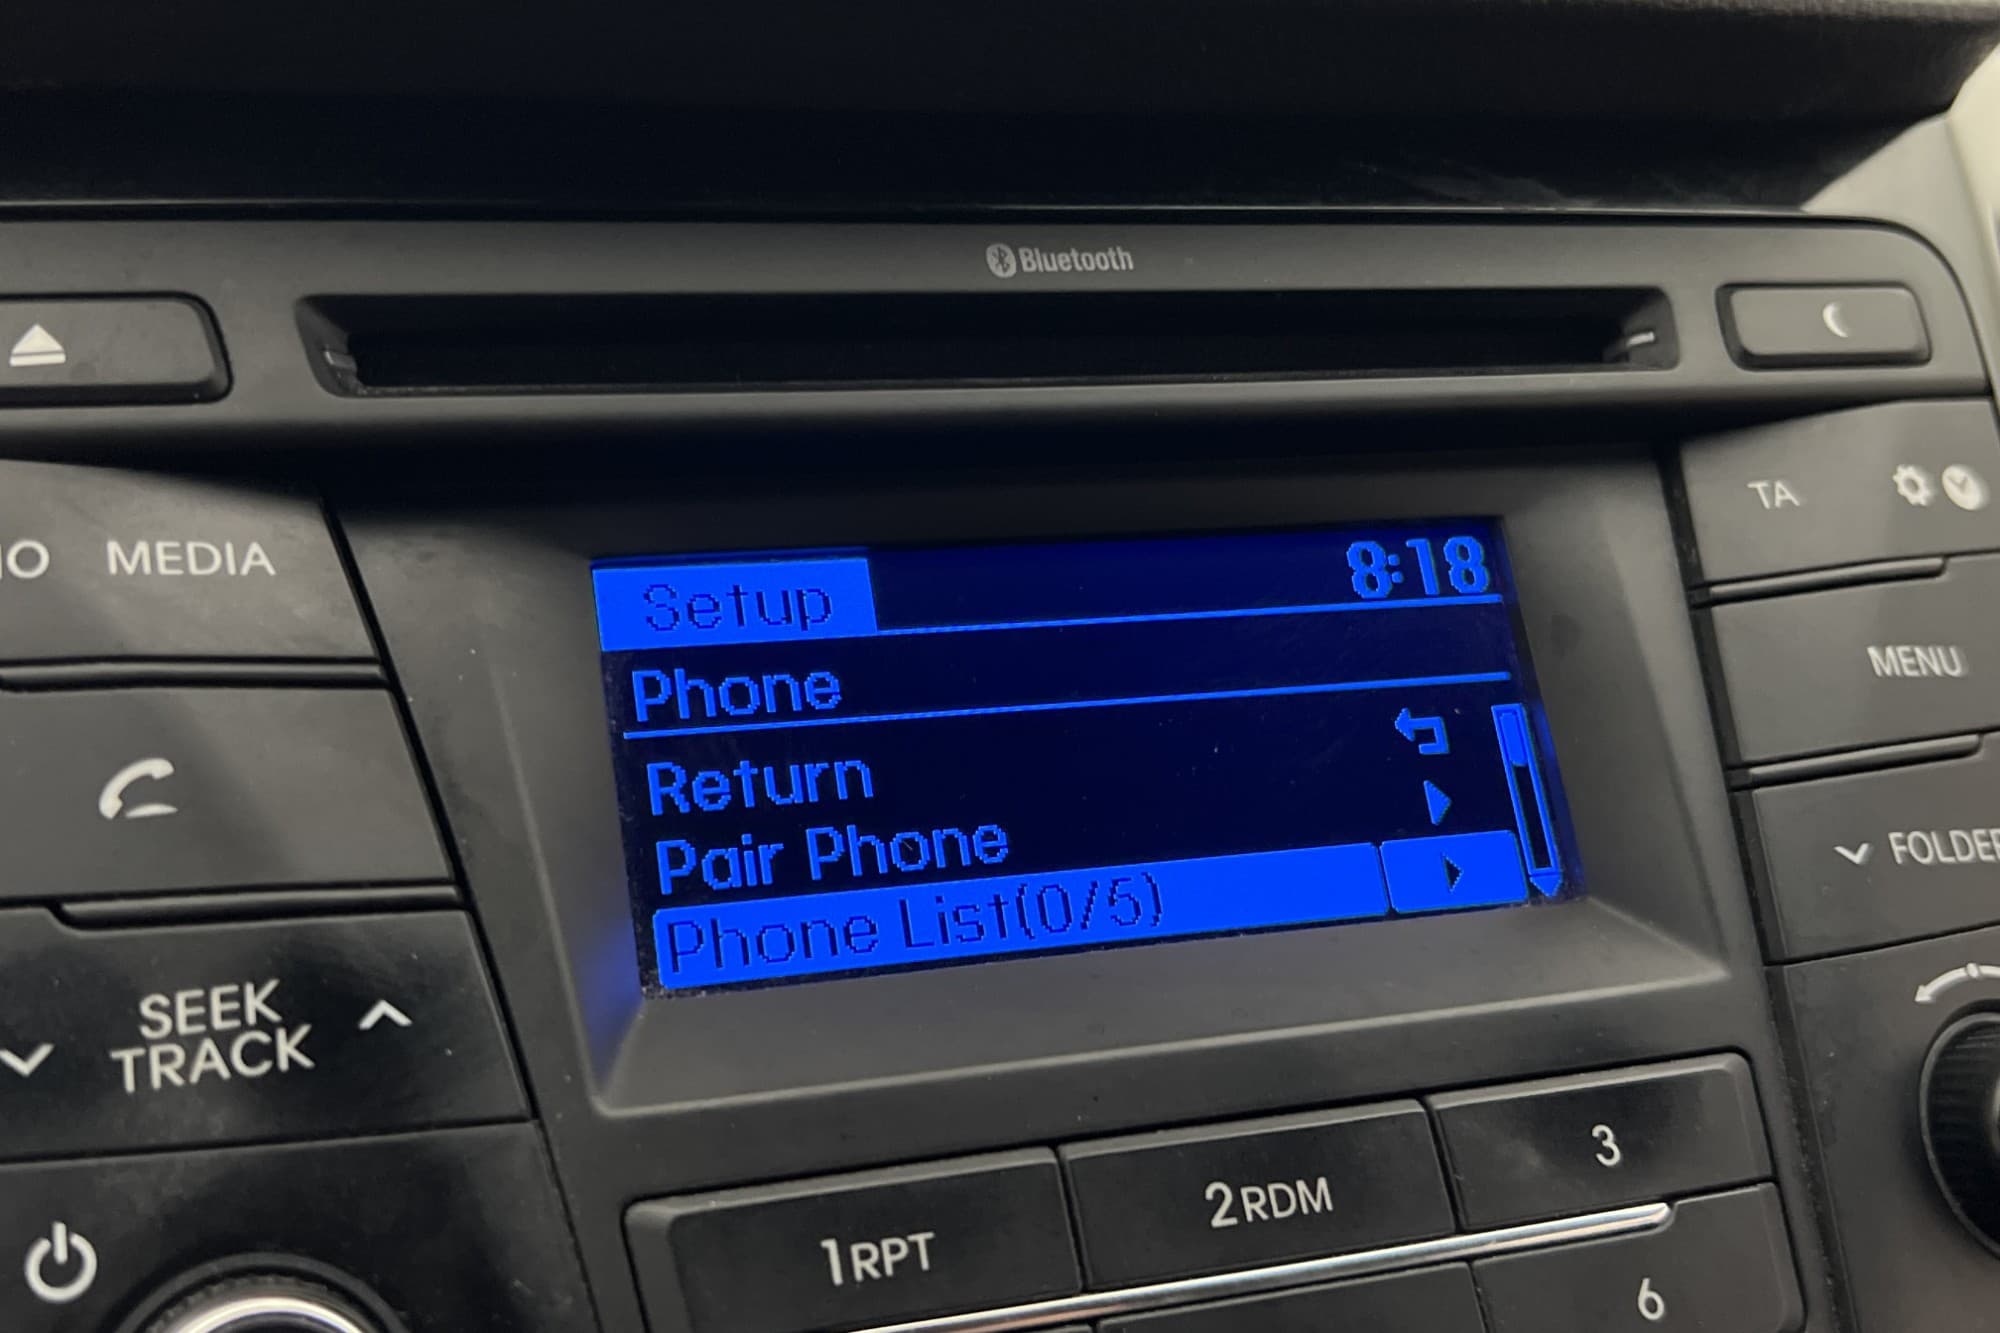 Bluetooth
TA
MEDIA
Setup 8:18
Phone
MENU
Return
Pair Phone
FOLDER
Phone List(0/5)
SEEK
TRACK
1RPT
2RDM
3
6